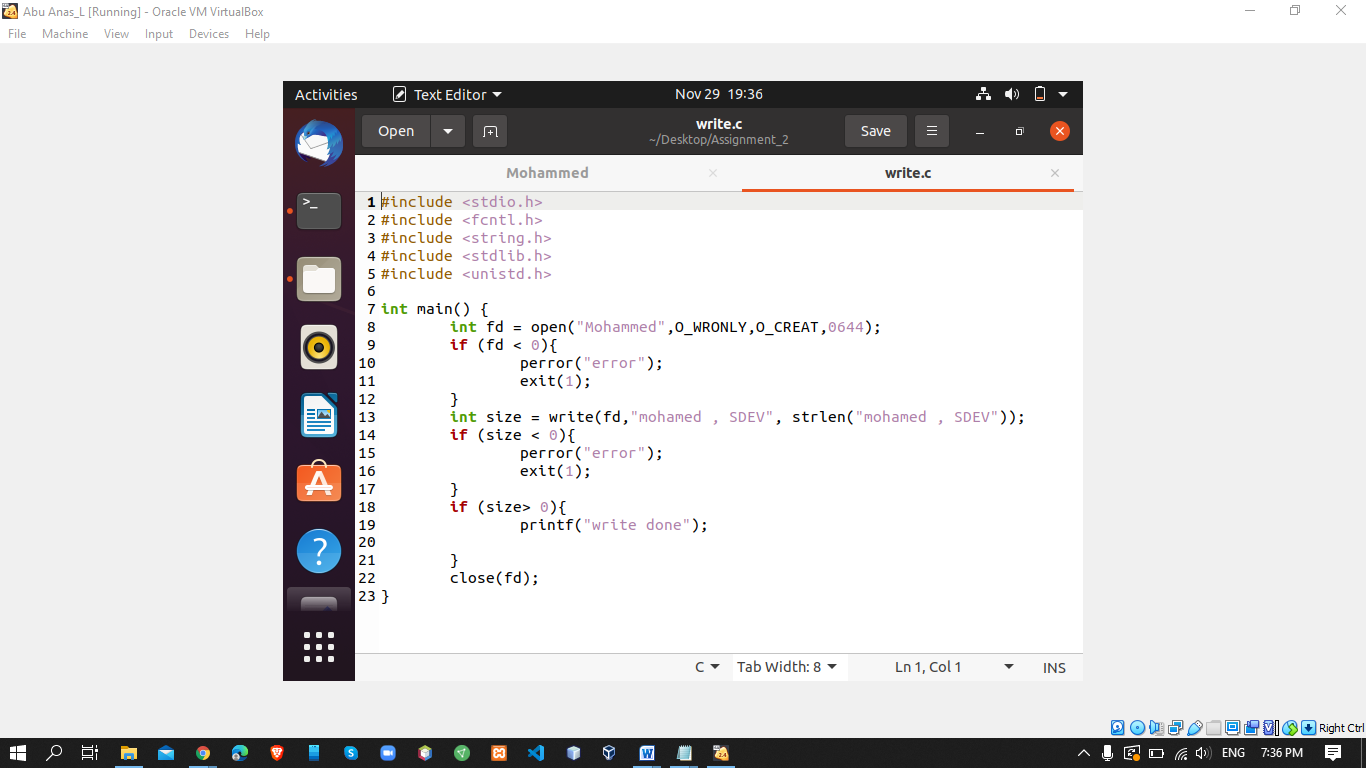 Abu Anas_L [Running] - Oracle VM VirtualBox
File Machine View Input Devices Help
Activities Text Editor Nov 29 19:36
Open write.c Save
~/Desktop/Assignment_2
Mohammed write.c
1 #include <stdio.h>
2 #include <fcntl.h>
3 #include <string.h>
4 #include <stdlib.h>
5 #include <unistd.h>
6
7 int main() {
8 int fd = open("Mohammed",O_WRONLY,O_CREAT,0644);
9 if (fd < 0){
10 perror("error");
11 exit(1);
12 }
13 int size = write(fd,"mohamed , SDEV", strlen("mohamed , SDEV"));
14 if (size < 0){
15 perror("error");
16 exit(1);
17 }
18 if (size> 0){
19 printf("write done");
20
21 }
22 close(fd);
23 }
C Tab Width: 8 Ln 1, Col 1 INS
Right Ctrl
ENG 7:36 PM